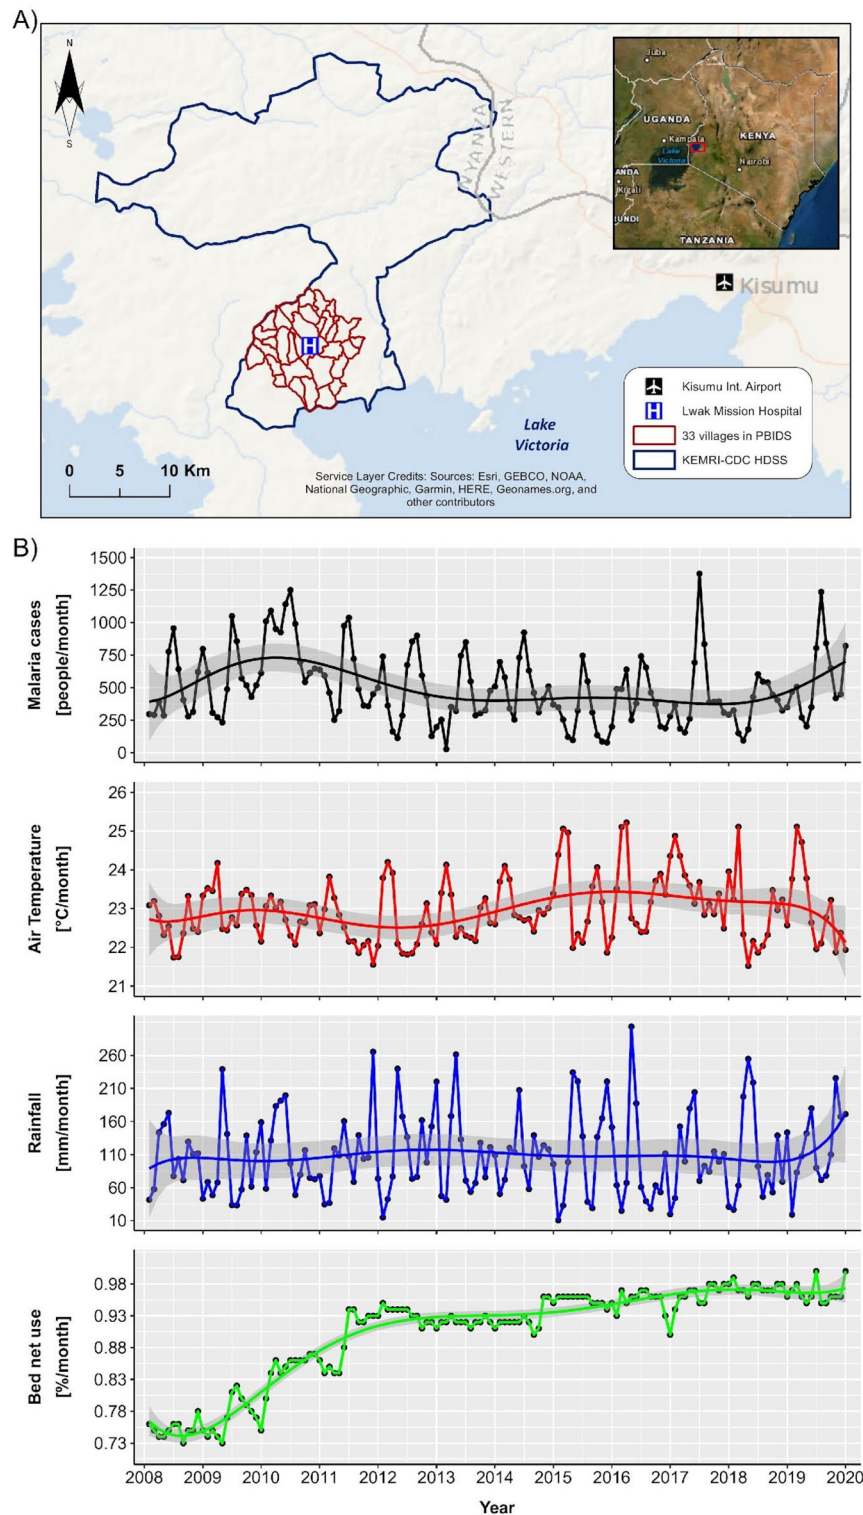 A)
N
S
NYANZA
WESTERN
Juba
UGANDA
Kampala
KENYA
Lake
Victoria
Nairobi
ANDA
Kigali
RUNDI
TANZANIA
Kisumu
Kisumu Int. Airport
H
Lwak Mission Hospital
33 villages in PBIDS
KEMRI-CDC HDSS
H
Lake
Victoria
0 5 10 Km
Service Layer Credits: Sources: Esri, GEBCO, NOAA,
National Geographic, Garmin, HERE, Geonames.org, and
other contributors
B)
Malaria cases
[people/month]
1500
1250
1000
750
500
250
0
Air Temperature
[°C/month]
26
25
24
23
22
21
Rainfall
[mm/month]
260
210
160
110
60
10
Bed net use
[%/month]
0.98
0.93
0.88
0.83
0.78
0.73
2008 2009 2010 2011 2012 2013 2014 2015 2016 2017 2018 2019 2020
Year